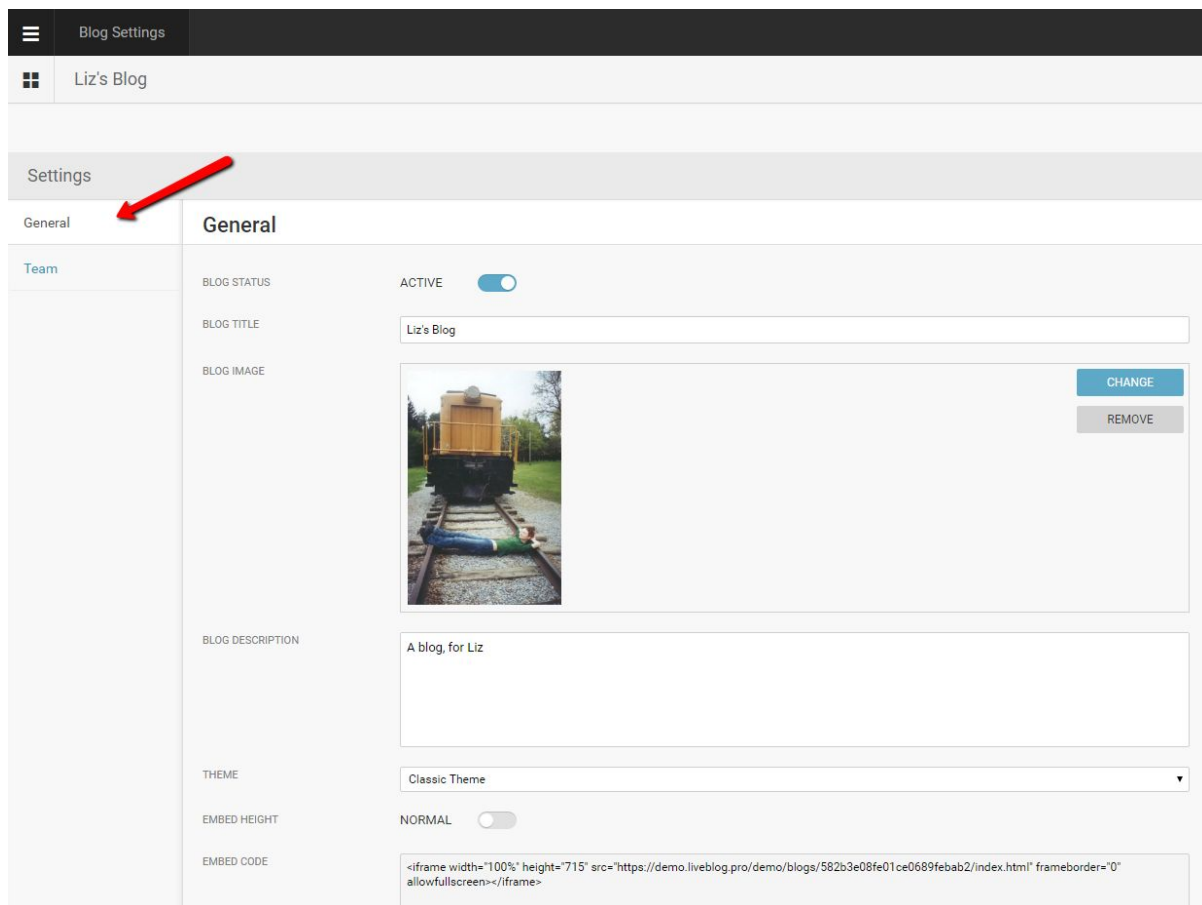 Blog Settings
Liz's Blog
Settings
General
General
Team
BLOG STATUS
ACTIVE
BLOG TITLE
Liz's Blog
BLOG IMAGE
CHANGE
REMOVE
BLOG DESCRIPTION
A blog, for Liz
THEME
Classic Theme
EMBED HEIGHT
NORMAL
EMBED CODE
<iframe width="100%" height="715" src="https://demo.liveblog.pro/demo/blogs/582b3e08fe01ce0689febab2/index.html" frameborder="0"
allowfullscreen></iframe>